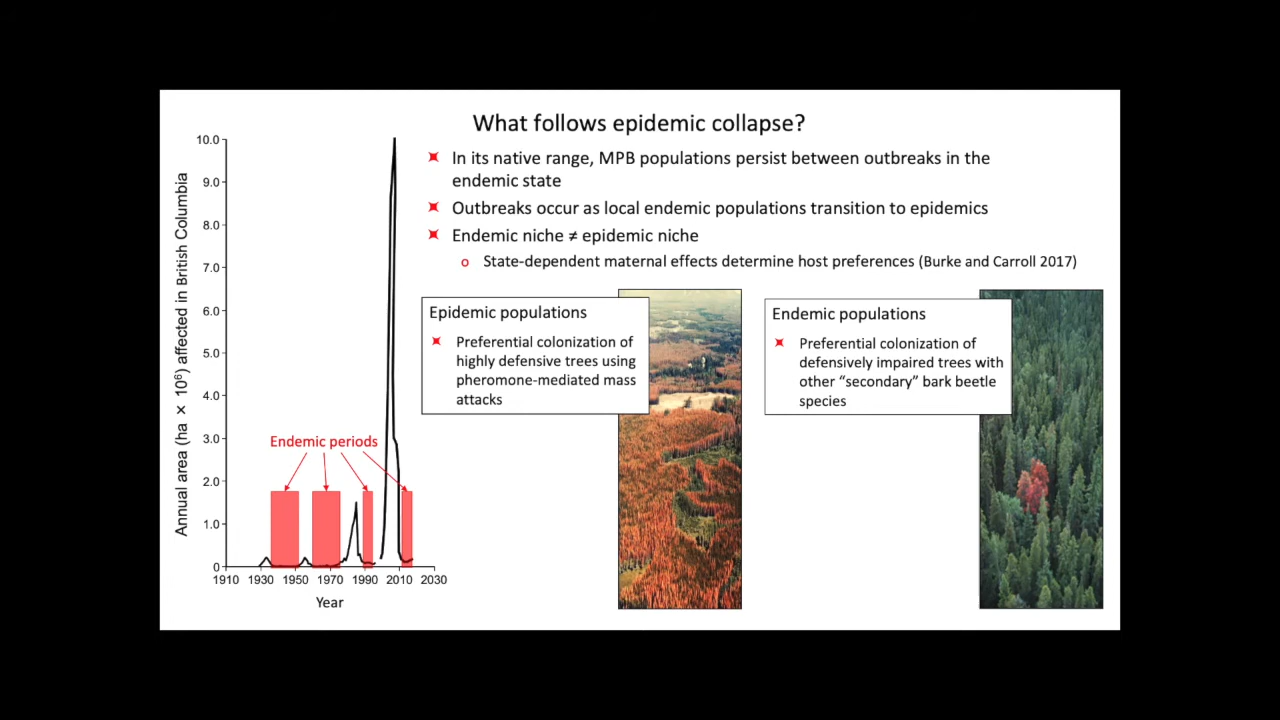 What follows epidemic collapse?
In its native range, MPB populations persist between outbreaks in the
endemic state
Outbreaks occur as local endemic populations transition to epidemics
Endemic niche ≠ epidemic niche
o State-dependent maternal effects determine host preferences (Burke and Carroll 2017)
Annual area (ha × 10⁶) affected in British Columbia
10.0
9.0
8.0
7.0
6.0
5.0
4.0
3.0
2.0
1.0
0
Endemic periods
1910 1930 1950 1970 1990 2010 2030
Year
Epidemic populations
Preferential colonization of
highly defensive trees using
pheromone-mediated mass
attacks
Endemic populations
Preferential colonization of
defensively impaired trees with
other “secondary” bark beetle
species